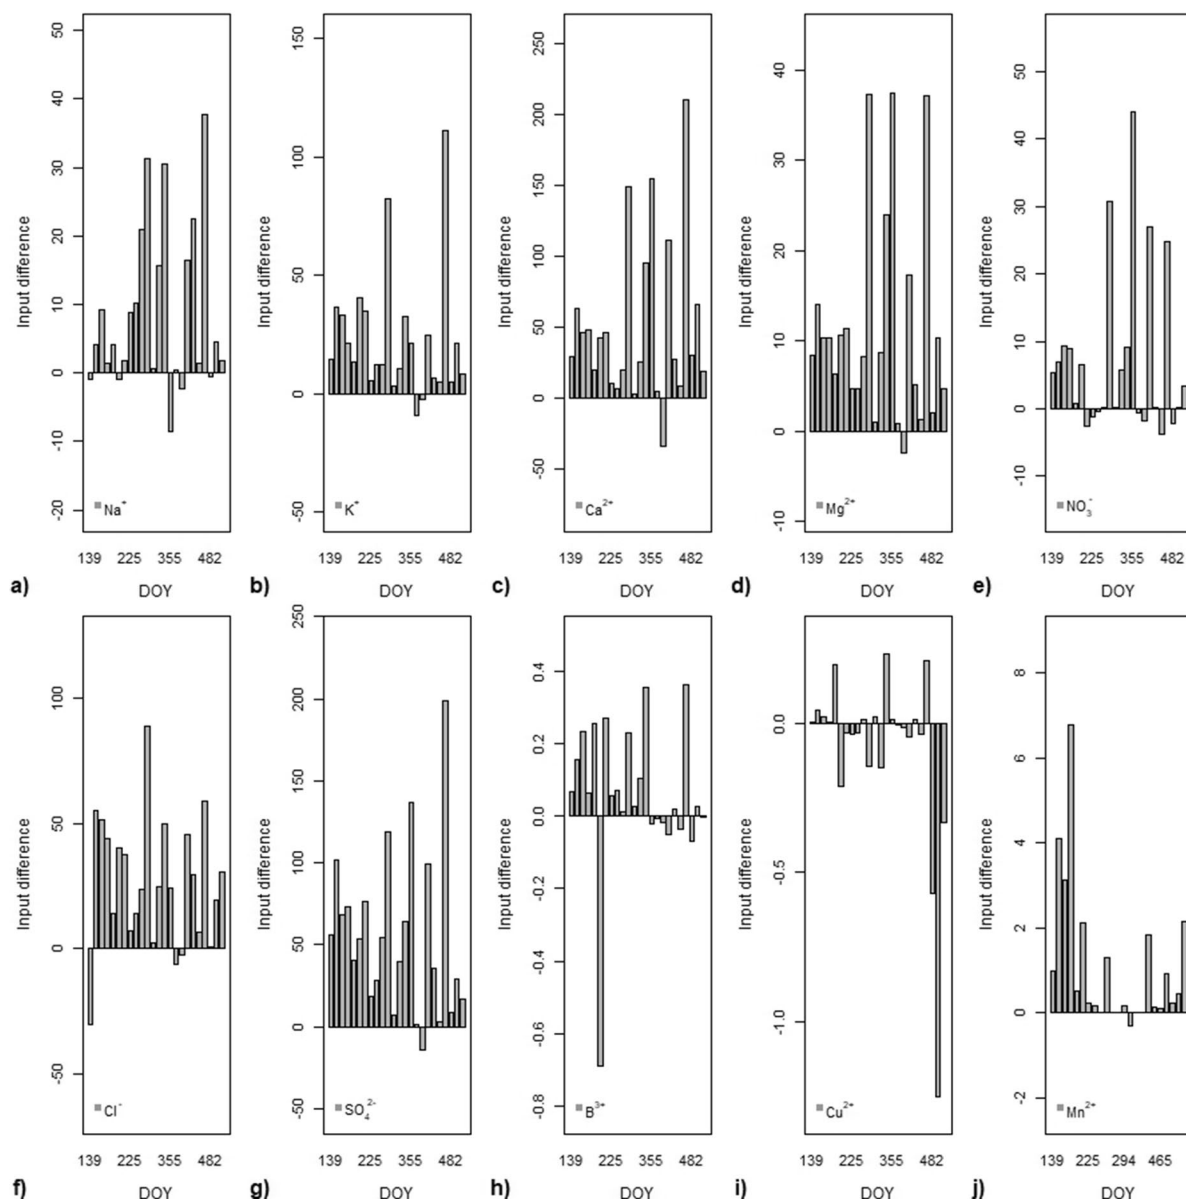 Input difference
-20 -10 0 10 20 30 40 50
Na+
139 225 355 482
DOY
a)
Input difference
-50 0 50 100 150
K+
139 225 355 482
DOY
b)
Input difference
-50 0 50 100 150 200 250
Ca2+
139 225 355 482
DOY
c)
Input difference
-10 0 10 20 30 40
Mg2+
139 225 355 482
DOY
d)
Input difference
-10 0 10 20 30 40 50
NO3-
139 225 355 482
DOY
e)
Input difference
-50 0 50 100
Cl-
139 225 355 482
DOY
f)
Input difference
-50 0 50 100 150 200 250
SO42-
139 225 355 482
DOY
g)
Input difference
-0.8 -0.6 -0.4 -0.2 0.0 0.2 0.4
B3+
139 225 355 482
DOY
h)
Input difference
-1.0 -0.5 0.0
Cu2+
139 225 355 482
DOY
i)
Input difference
-2 0 2 4 6 8
Mn2+
139 225 294 465
DOY
j)